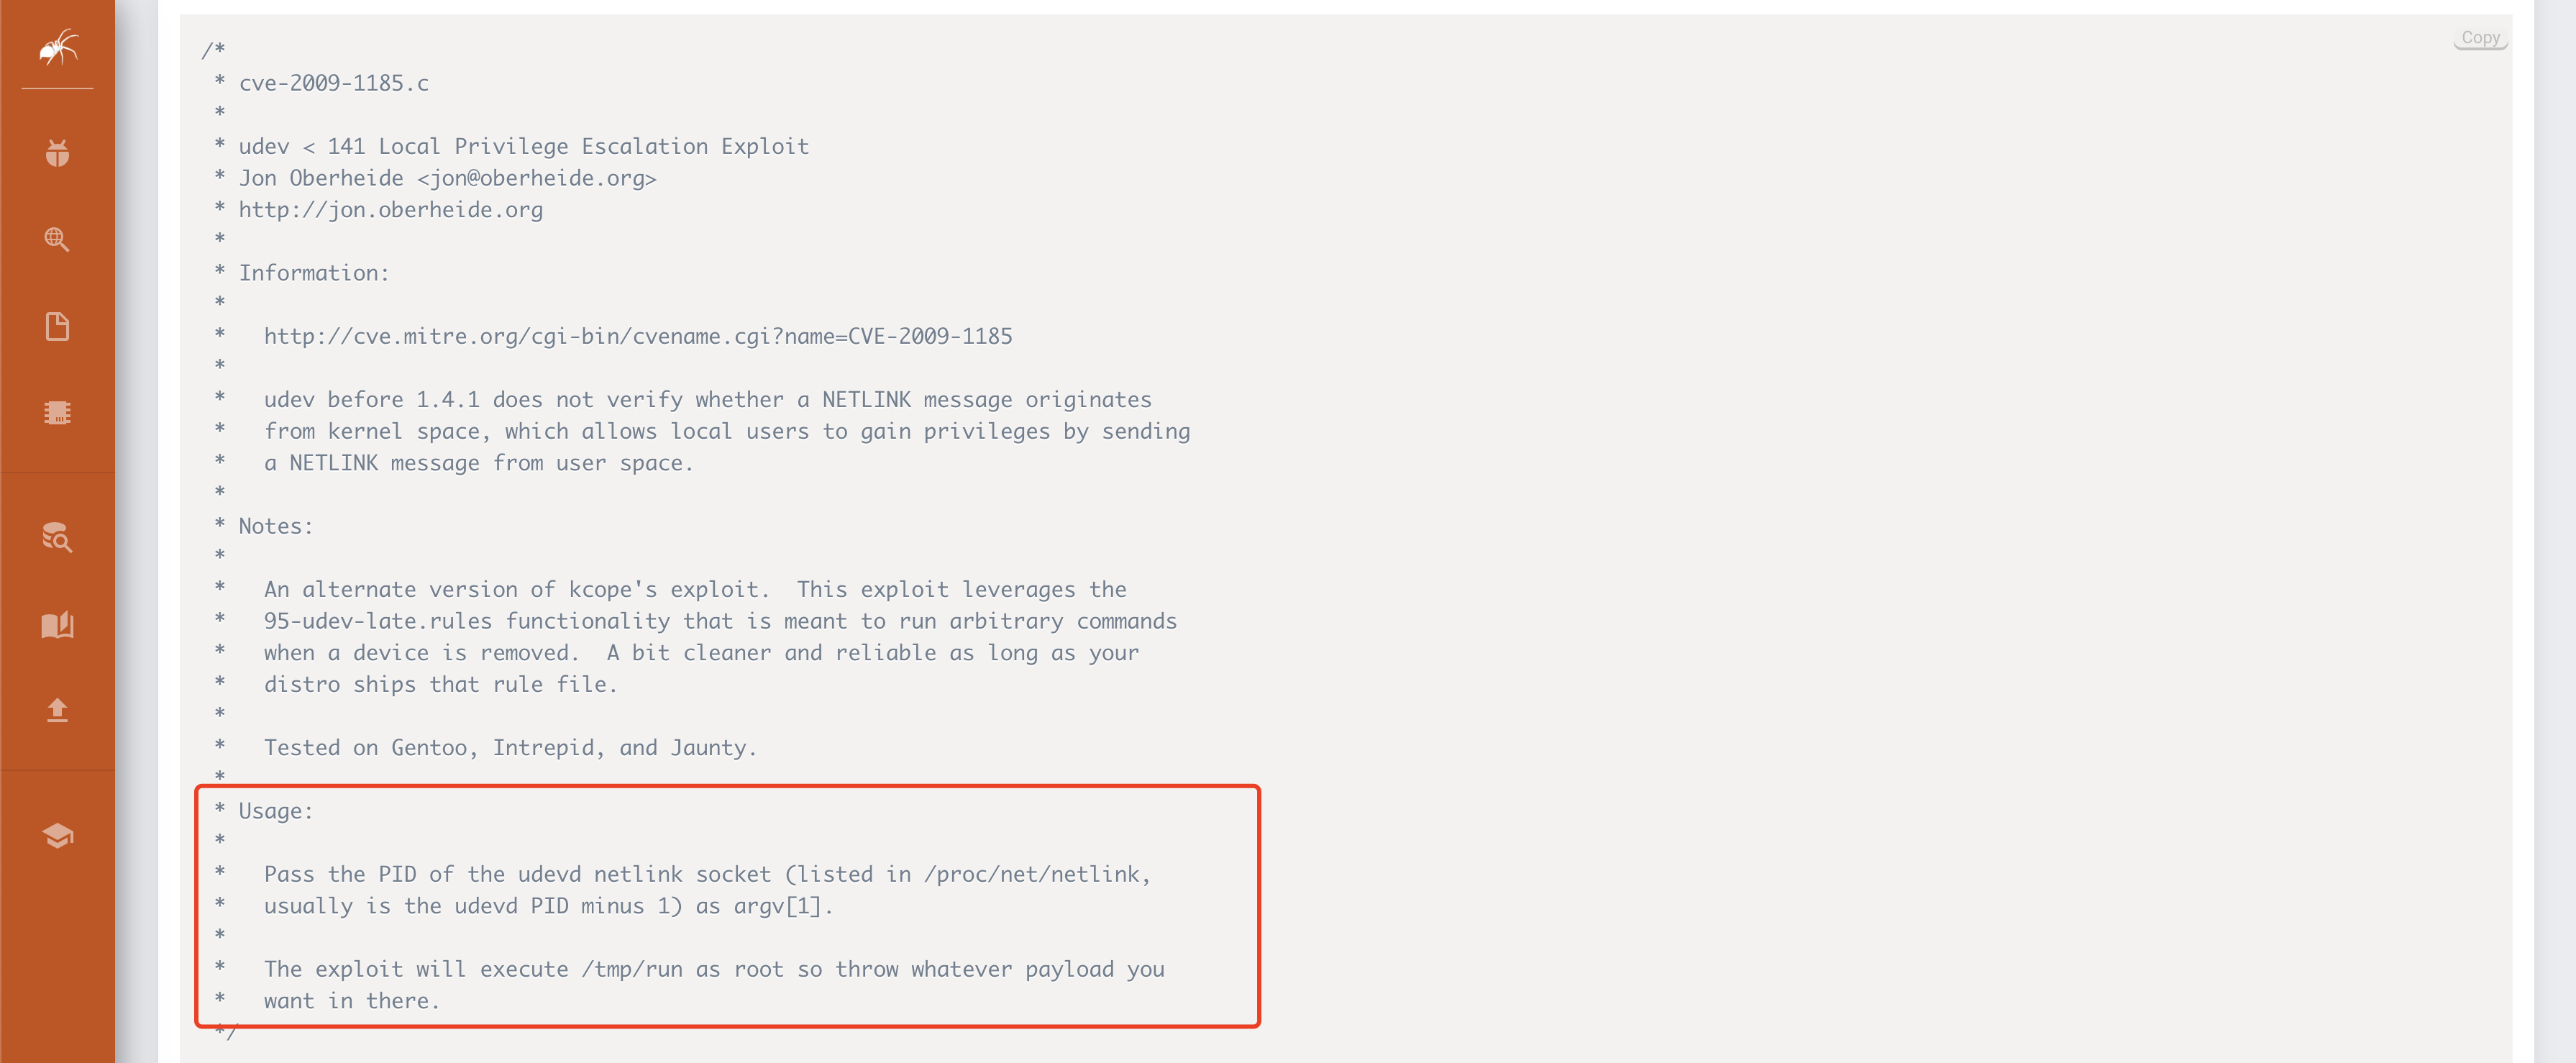 Copy
/*
* cve-2009-1185.c
*
* udev < 141 Local Privilege Escalation Exploit
* Jon Oberheide <jon@oberheide.org>
* http://jon.oberheide.org
*
* Information:
*
*   http://cve.mitre.org/cgi-bin/cvename.cgi?name=CVE-2009-1185
*
*   udev before 1.4.1 does not verify whether a NETLINK message originates
*   from kernel space, which allows local users to gain privileges by sending
*   a NETLINK message from user space.
*
* Notes:
*
*   An alternate version of kcope's exploit.  This exploit leverages the
*   95-udev-late.rules functionality that is meant to run arbitrary commands
*   when a device is removed.  A bit cleaner and reliable as long as your
*   distro ships that rule file.
*
*   Tested on Gentoo, Intrepid, and Jaunty.
*
* Usage:
*
*   Pass the PID of the udevd netlink socket (listed in /proc/net/netlink,
*   usually is the udevd PID minus 1) as argv[1].
*
*   The exploit will execute /tmp/run as root so throw whatever payload you
*   want in there.
*/